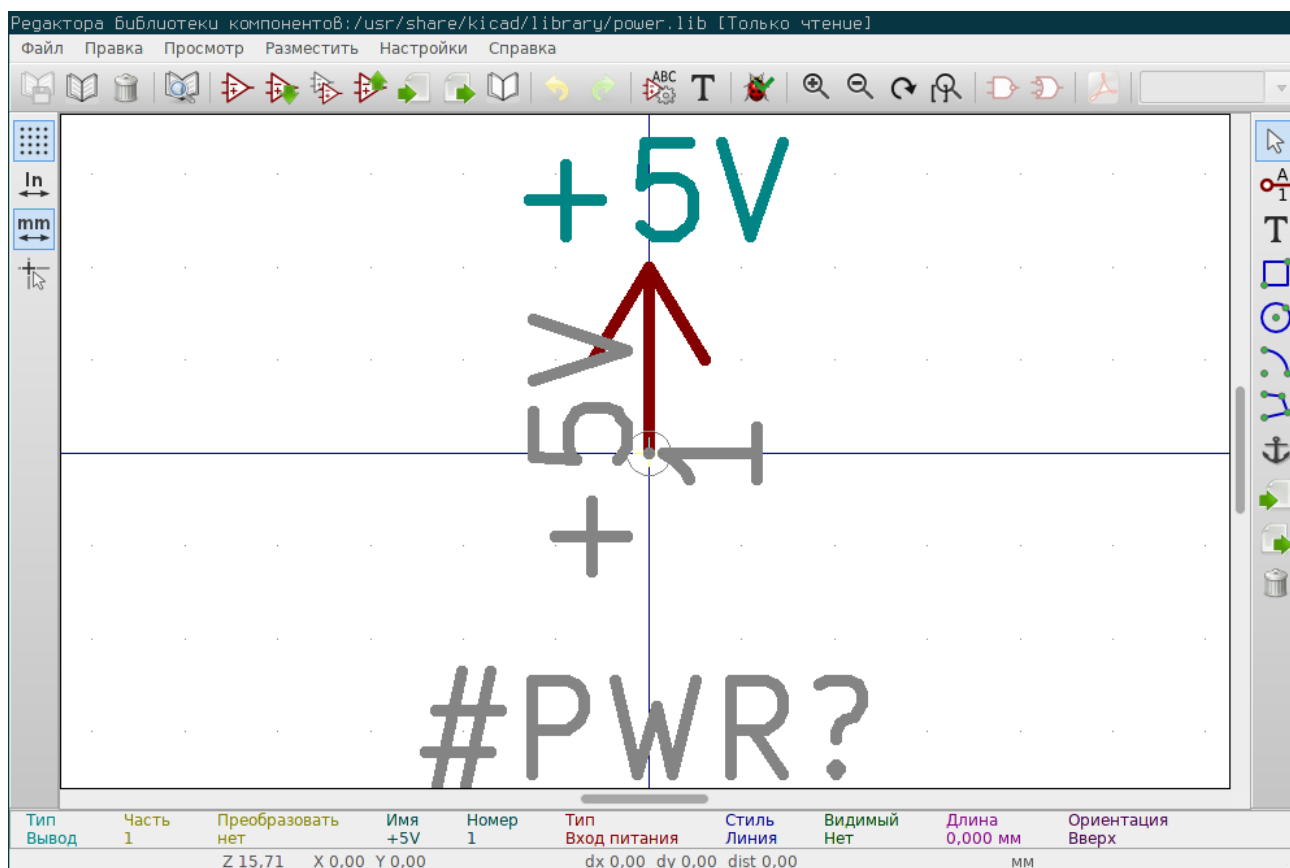 Редактора библиотеки компонентов:/usr/share/kicad/library/power.lib [Только чтение]
Файл Правка Просмотр Разместить Настройки Справка
ABC T
In
mm
A
1
T
+5V
+5V
1
#PWR?
Тип Часть Преобразовать Имя Номер Тип Стиль Видимый Длина Ориентация
Вывод 1 нет +5V 1 Вход питания Линия Нет 0,000 мм Вверх
Z 15,71 X 0,00 Y 0,00 dx 0,00 dy 0,00 dist 0,00 мм